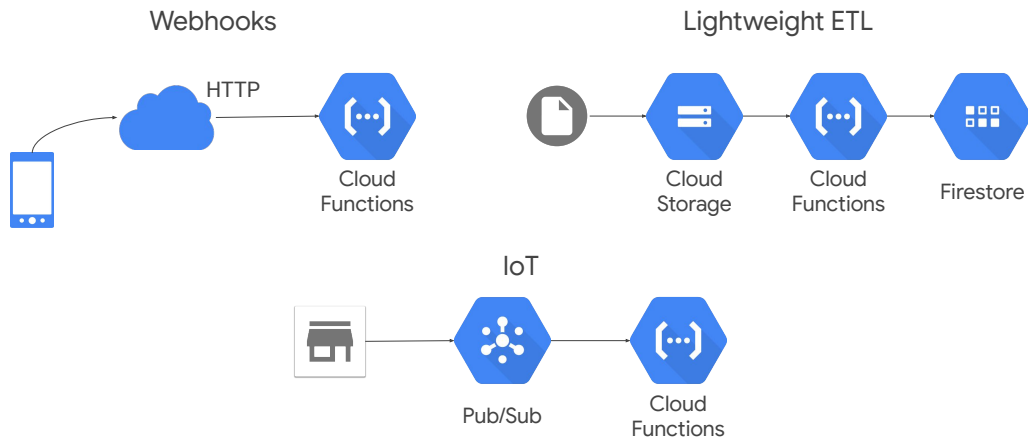 Webhooks
HTTP
Cloud
Functions
Lightweight ETL
Cloud
Storage
Cloud
Functions
Firestore
IoT
Pub/Sub
Cloud
Functions